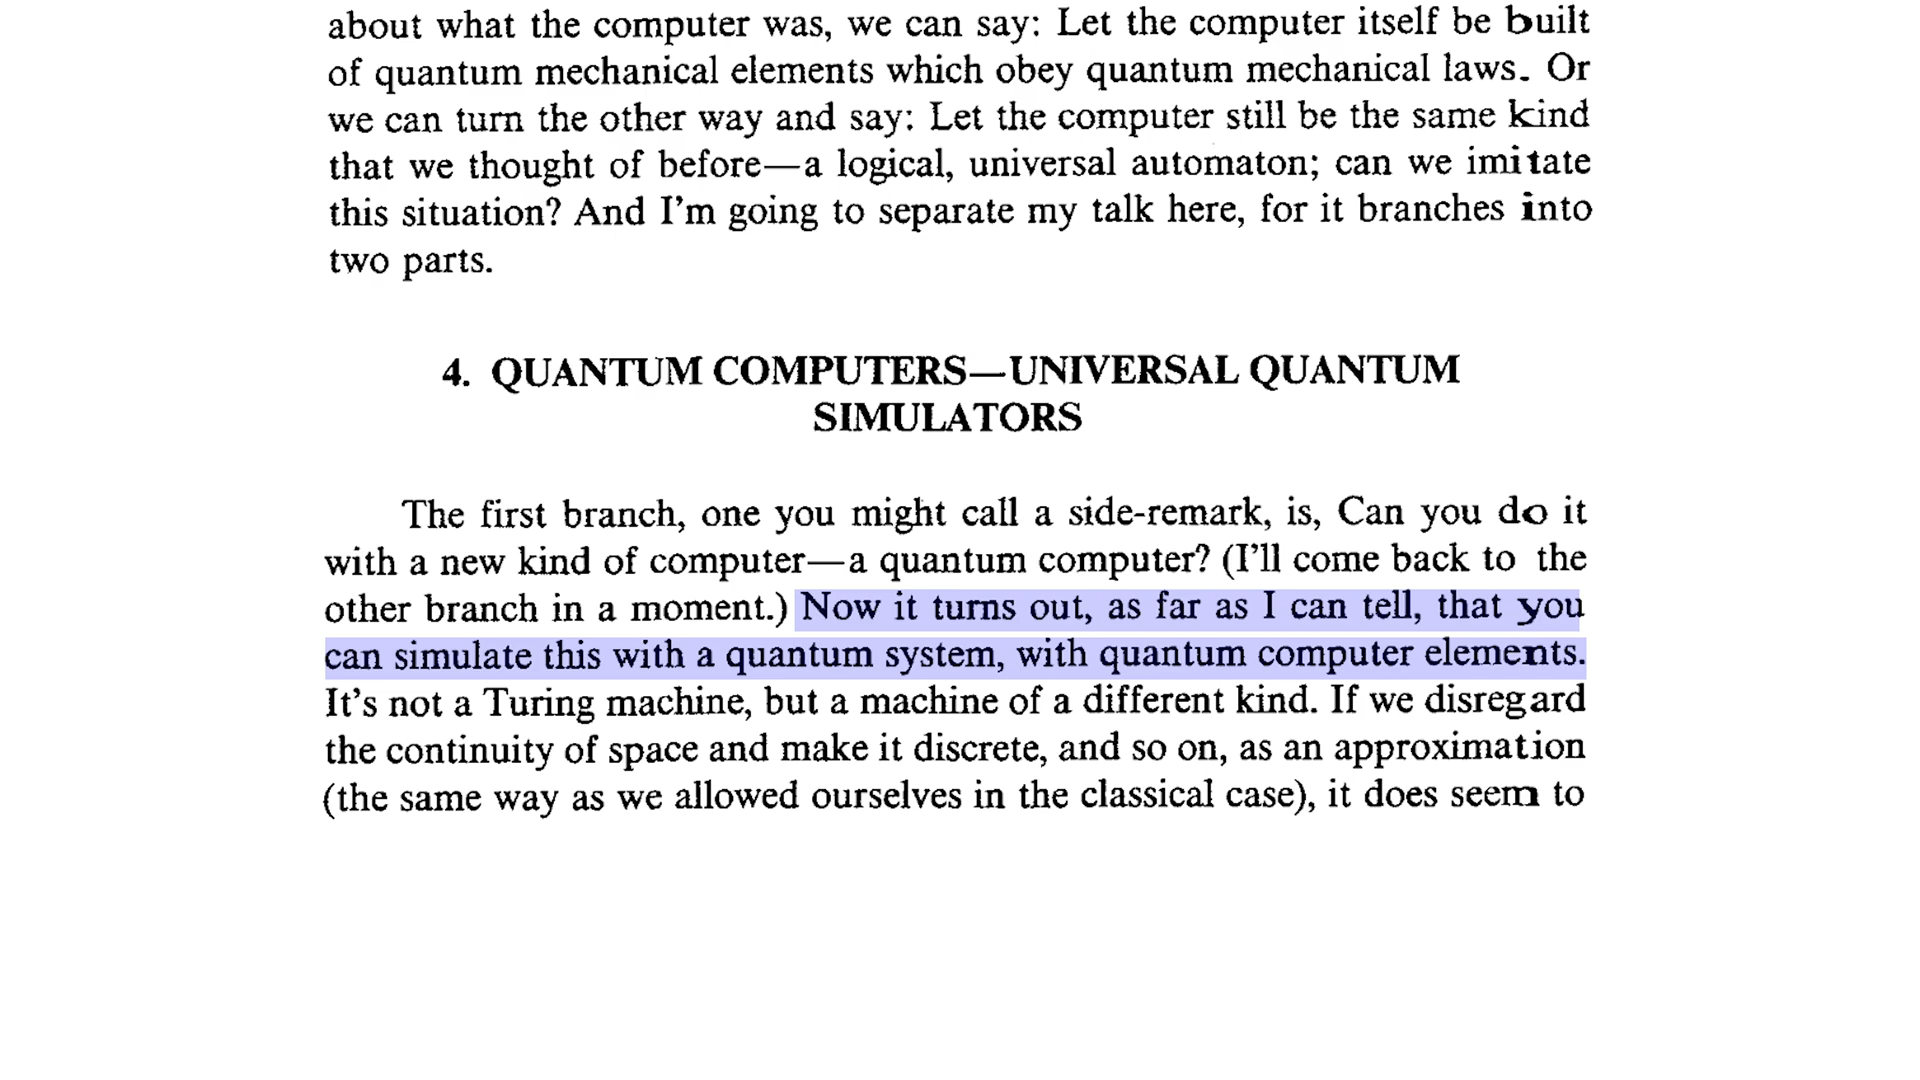 about what the computer was, we can say: Let the computer itself be built
of quantum mechanical elements which obey quantum mechanical laws. Or
we can turn the other way and say: Let the computer still be the same kind
that we thought of before—a logical, universal automaton; can we imitate
this situation? And I'm going to separate my talk here, for it branches into
two parts.
4. QUANTUM COMPUTERS—UNIVERSAL QUANTUM
SIMULATORS
The first branch, one you might call a side-remark, is, Can you do it
with a new kind of computer—a quantum computer? (I'll come back to the
other branch in a moment.) Now it turns out, as far as I can tell, that you
can simulate this with a quantum system, with quantum computer elements.
It's not a Turing machine, but a machine of a different kind. If we disregard
the continuity of space and make it discrete, and so on, as an approximation
(the same way as we allowed ourselves in the classical case), it does seem to